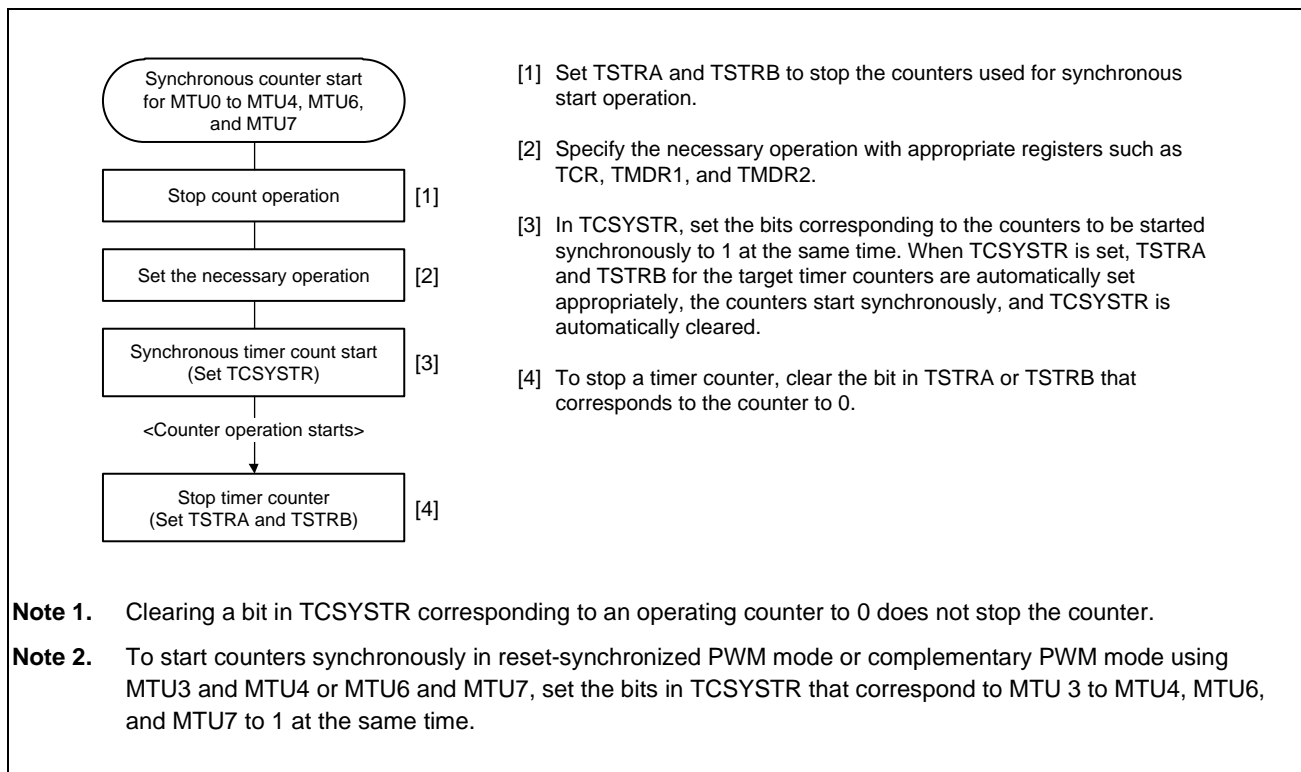 Synchronous counter start
for MTU0 to MTU4, MTU6,
and MTU7
Stop count operation
[1]
Set the necessary operation
[2]
Synchronous timer count start
(Set TCSYSTR)
[3]
<Counter operation starts>
Stop timer counter
(Set TSTRA and TSTRB)
[4]
[1] Set TSTRA and TSTRB to stop the counters used for synchronous
start operation.
[2] Specify the necessary operation with appropriate registers such as
TCR, TMDR1, and TMDR2.
[3] In TCSYSTR, set the bits corresponding to the counters to be started
synchronously to 1 at the same time. When TCSYSTR is set, TSTRA
and TSTRB for the target timer counters are automatically set
appropriately, the counters start synchronously, and TCSYSTR is
automatically cleared.
[4] To stop a timer counter, clear the bit in TSTRA or TSTRB that
corresponds to the counter to 0.
Note 1. Clearing a bit in TCSYSTR corresponding to an operating counter to 0 does not stop the counter.
Note 2. To start counters synchronously in reset-synchronized PWM mode or complementary PWM mode using
MTU3 and MTU4 or MTU6 and MTU7, set the bits in TCSYSTR that correspond to MTU 3 to MTU4, MTU6,
and MTU7 to 1 at the same time.